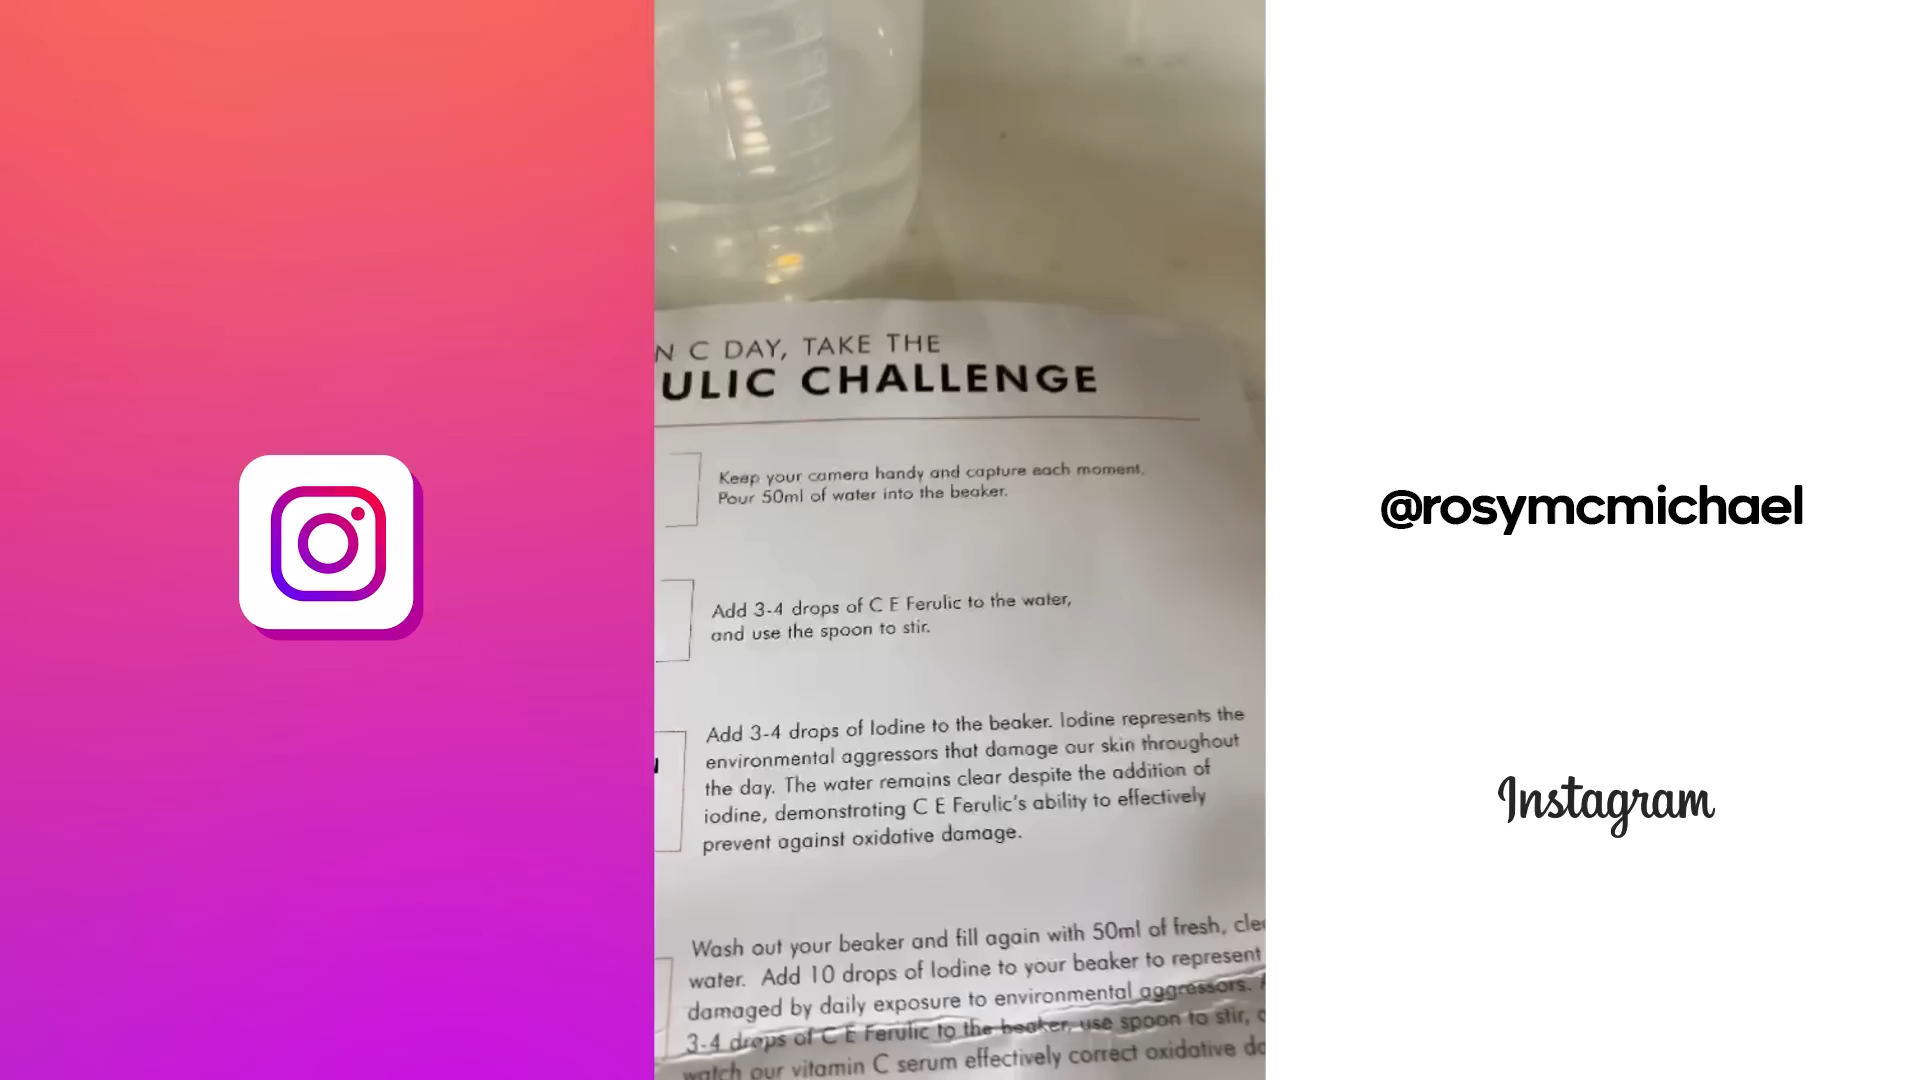 N C DAY, TAKE THE
ULIC CHALLENGE
Keep your camera handy and capture each moment.
Pour 50ml of water into the beaker.
Add 3-4 drops of C E Ferulic to the water,
and use the spoon to stir.
Add 3-4 drops of Iodine to the beaker. Iodine represents the
environmental aggressors that damage our skin throughout
the day. The water remains clear despite the addition of
iodine, demonstrating C E Ferulic's ability to effectively
prevent against oxidative damage.
Wash out your beaker and fill again with 50ml of fresh,
water. Add 10 drops of Iodine to your beaker to represent
damaged by daily exposure to environmental aggressors.
3-4 drops of C E Ferulic to the beaker, use spoon to stir,
watch our vitamin C serum effectively correct oxidative
@rosymcmichael
Instagram